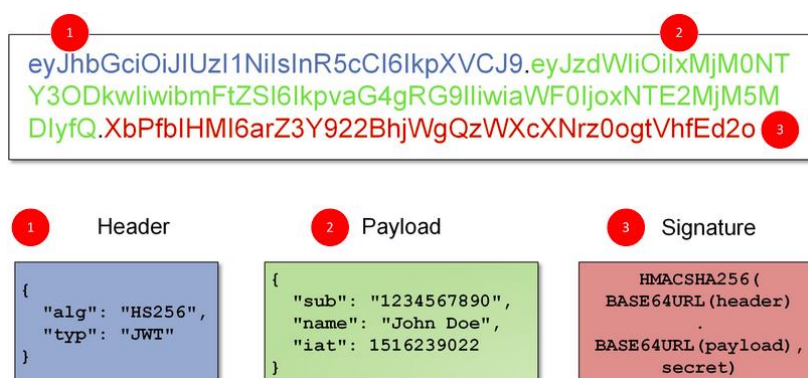 1
2
eyJhbGciOiJIUzI1NiIsInR5cCI6IkpXVCJ9.eyJzdWIiOiIxMjM0NT
Y3ODkwIiwibmFtZSI6IkpvaG4gRG9lIiwiaWF0IjoxNTE2MjM5M
DIyfQ.XbPfbIHMI6arZ3Y922BhjWgQzWXcXNrz0ogtVhfEd2o
3
1 Header
2 Payload
3 Signature
{
"alg": "HS256",
"typ": "JWT"
}
{
"sub": "1234567890",
"name": "John Doe",
"iat": 1516239022
}
HMACSHA256(
BASE64URL(header)
.
BASE64URL(payload),
secret)